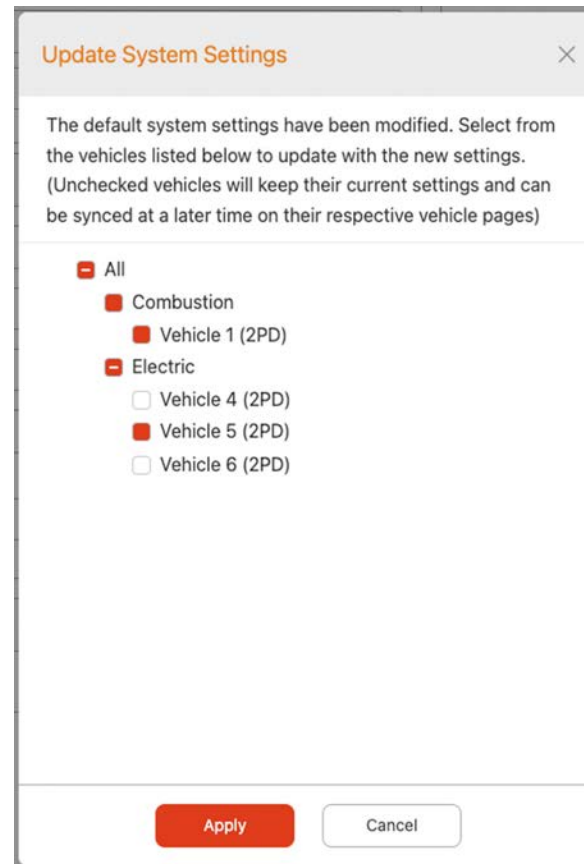 Update System Settings
The default system settings have been modified. Select from
the vehicles listed below to update with the new settings.
(Unchecked vehicles will keep their current settings and can
be synced at a later time on their respective vehicle pages)
All
Combustion
Vehicle 1 (2PD)
Electric
Vehicle 4 (2PD)
Vehicle 5 (2PD)
Vehicle 6 (2PD)
Apply
Cancel